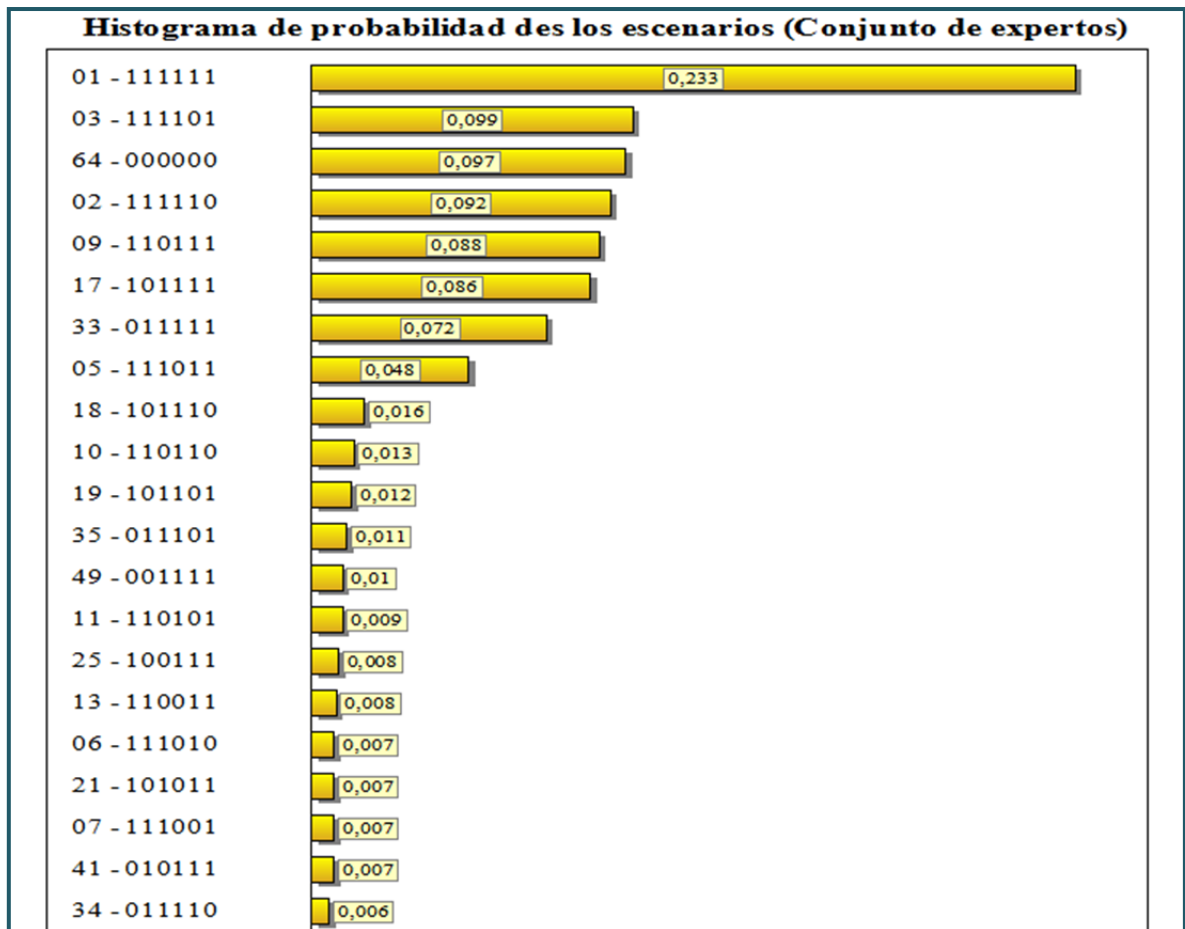 Histograma de probabilidad des los escenarios (Conjunto de expertos)
01 - 111111 0,233
03 - 111101 0,099
64 - 000000 0,097
02 - 111110 0,092
09 - 110111 0,088
17 - 101111 0,086
33 - 011111 0,072
05 - 111011 0,048
18 - 101110 0,016
10 - 110110 0,013
19 - 101101 0,012
35 - 011101 0,011
49 - 001111 0,01
11 - 110101 0,009
25 - 100111 0,008
13 - 110011 0,008
06 - 111010 0,007
21 - 101011 0,007
07 - 111001 0,007
41 - 010111 0,007
34 - 011110 0,006